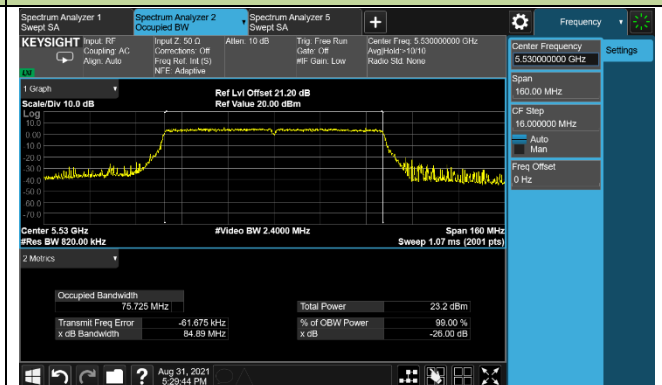 Spectrum Analyzer 1
Swept SA
Spectrum Analyzer 2
Occupied BW
Spectrum Analyzer 5
Swept SA
+
Frequency
KEYSIGHT
Input: RF
Coupling: AC
Align: Auto
Input Z: 50 Ω
Corrections: Off
Freq Ref: Int (S)
NFE: Adaptive
Atten: 10 dB
Trig: Free Run
Gate: Off
#IF Gain: Low
Center Freq: 5.530000000 GHz
Avg|Hold:>10/10
Radio Std: None
LXI
Center Frequency
5.530000000 GHz
Settings
Span
160.00 MHz
CF Step
16.000000 MHz
Auto
Man
Freq Offset
0 Hz
1 Graph
Scale/Div 10.0 dB
Ref Lvl Offset 21.20 dB
Ref Value 20.00 dBm
Log
10.0
0.00
-10.0
-20.0
-30.0
-40.0
-50.0
-60.0
-70.0
Center 5.53 GHz
#Res BW 820.00 kHz
#Video BW 2.4000 MHz
Span 160 MHz
Sweep 1.07 ms (2001 pts)
2 Metrics
Occupied Bandwidth
75.725 MHz
Total Power
23.2 dBm
Transmit Freq Error
-61.675 kHz
% of OBW Power
99.00 %
x dB Bandwidth
84.89 MHz
x dB
-26.00 dB
?
Aug 31, 2021
5:29:44 PM